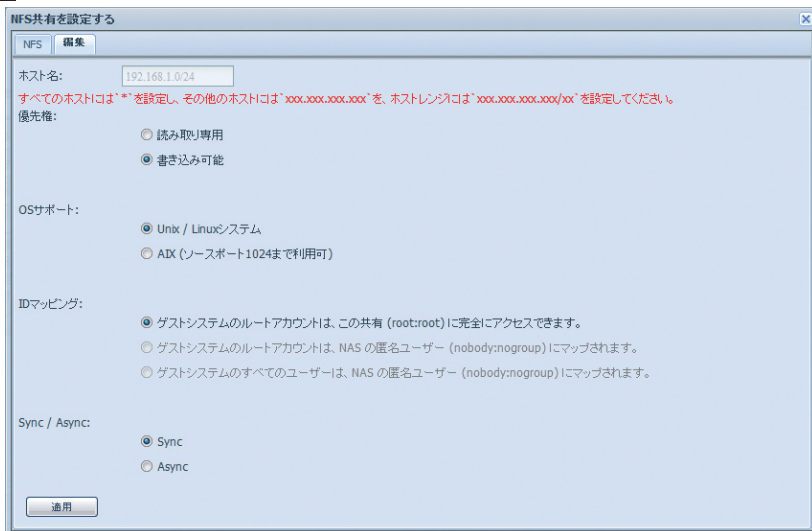 NFS共有を設定する
NFS 編集
ホスト名: 192.168.1.0/24
すべてのホストには`*`を設定し、その他のホストには`xxx.xxx.xxx.xxx`を、ホストレンジには`xxx.xxx.xxx.xxx/xx`を設定してください。
優先権:
読み取り専用
書き込み可能
OSサポート:
Unix / Linuxシステム
AIX (ソースポート1024まで利用可)
IDマッピング:
ゲストシステムのルートアカウントは、この共有 (root:root) に完全にアクセスできます。
ゲストシステムのルートアカウントは、NAS の匿名ユーザー (nobody:nogroup) にマップされます。
ゲストシステムのすべてのユーザーは、NAS の匿名ユーザー (nobody:nogroup) にマップされます。
Sync / Async:
Sync
Async
適用